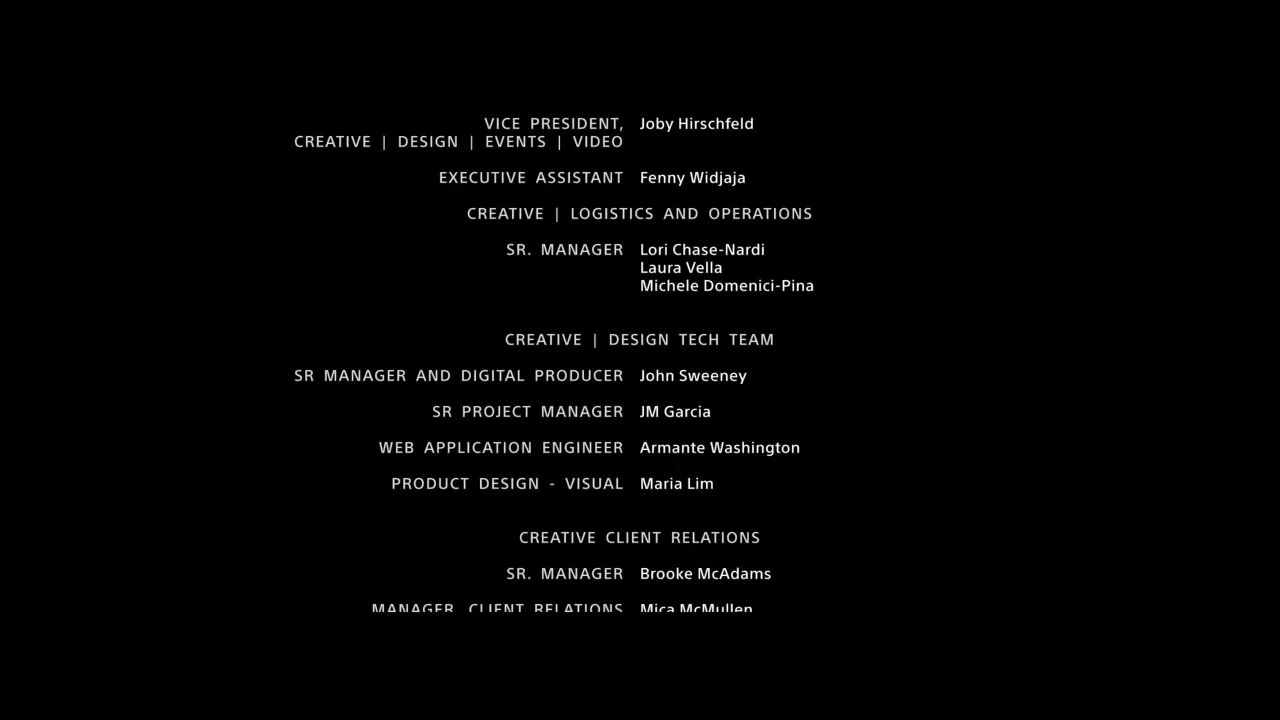 VICE PRESIDENT, Joby Hirschfeld
CREATIVE | DESIGN | EVENTS | VIDEO
EXECUTIVE ASSISTANT Fenny Widjaja
CREATIVE | LOGISTICS AND OPERATIONS
SR. MANAGER Lori Chase-Nardi
Laura Vella
Michele Domenici-Pina
CREATIVE | DESIGN TECH TEAM
SR MANAGER AND DIGITAL PRODUCER John Sweeney
SR PROJECT MANAGER JM Garcia
WEB APPLICATION ENGINEER Armante Washington
PRODUCT DESIGN - VISUAL Maria Lim
CREATIVE CLIENT RELATIONS
SR. MANAGER Brooke McAdams
MANAGER, CLIENT RELATIONS Mica McMullen